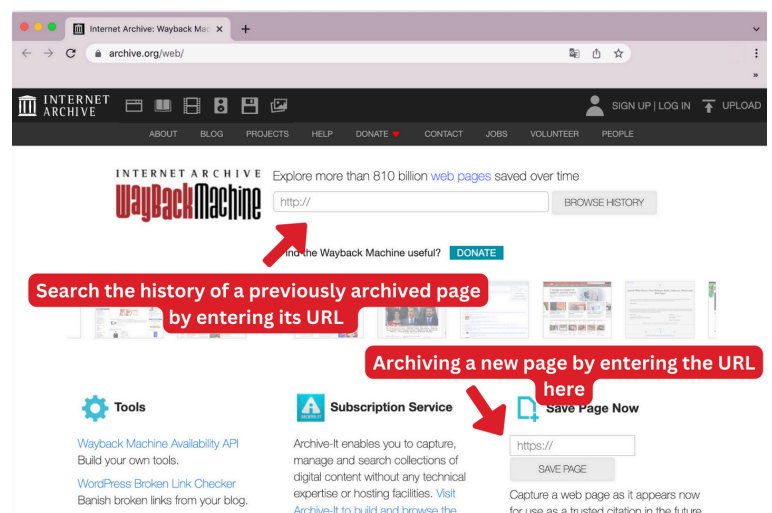 Internet Archive: Wayback Mac
archive.org/web/
INTERNET
ARCHIVE
SIGN UP | LOG IN
UPLOAD
ABOUT BLOG PROJECTS HELP DONATE CONTACT JOBS VOLUNTEER PEOPLE
INTERNET ARCHIVE
WayBackMachine
Explore more than 810 billion web pages saved over time
http://
BROWSE HISTORY
the Wayback Machine useful? DONATE
Search the history of a previously archived page
by entering its URL
Archiving a new page by entering the URL
here
Tools
Wayback Machine Availability API
Build your own tools.
WordPress Broken Link Checker
Banish broken links from your blog.
Subscription Service
ARCHIVE-IT
Archive-It enables you to capture,
manage and search collections of
digital content without any technical
expertise or hosting facilities. Visit
Archive-It to build and browse the
Save Page Now
https://
SAVE PAGE
Capture a web page as it appears now
for use as a trusted citation in the future